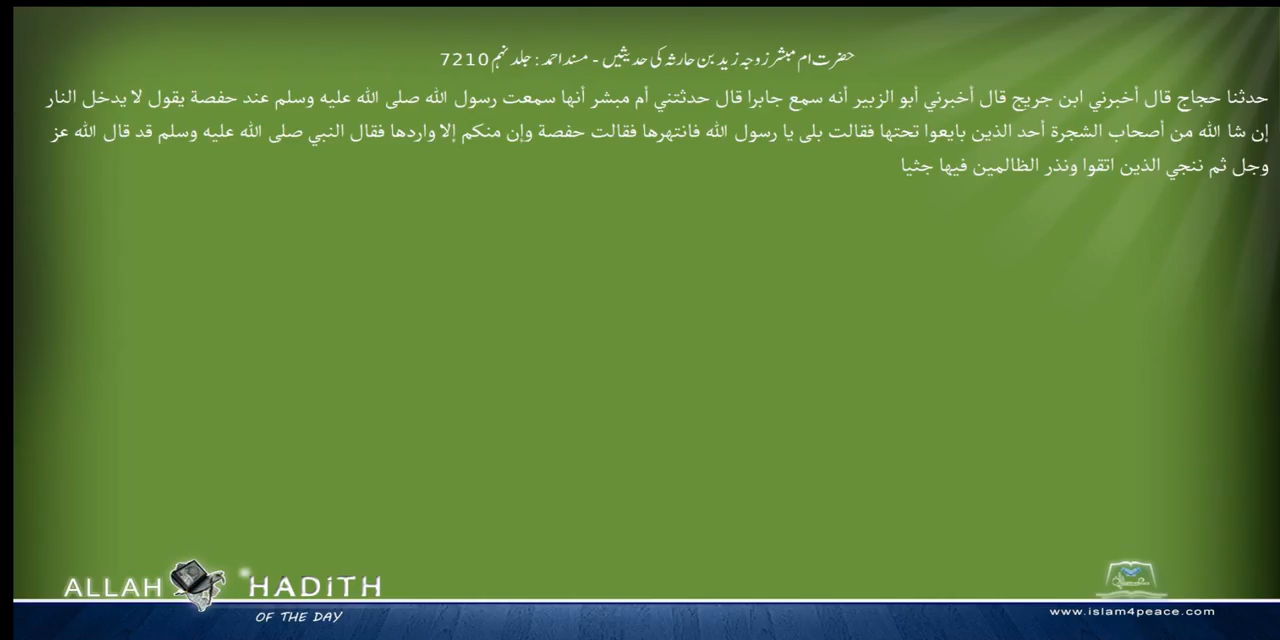 حضرت ام مبشر زوجہ زید بن حارثہ کی حدیثیں - مسند احمد : جلد نہم 7210
حدثنا حجاج قال أخبرني ابن جريج قال أخبرني أبو الزبير أنه سمع جابرا قال حدثتني أم مبشر أنها سمعت رسول الله صلى الله عليه وسلم عند حفصة يقول لا يدخل النار
إن شا الله من أصحاب الشجرة أحد الذين بايعوا تحتها فقالت بلى يا رسول الله فانتهرها فقالت حفصة وإن منكم إلا واردها فقال النبي صلى الله عليه وسلم قد قال الله عز
وجل ثم ننجي الذين اتقوا ونذر الظالمين فيها جثيا
ALLAH HADITH
OF THE DAY
www.islam4peace.com